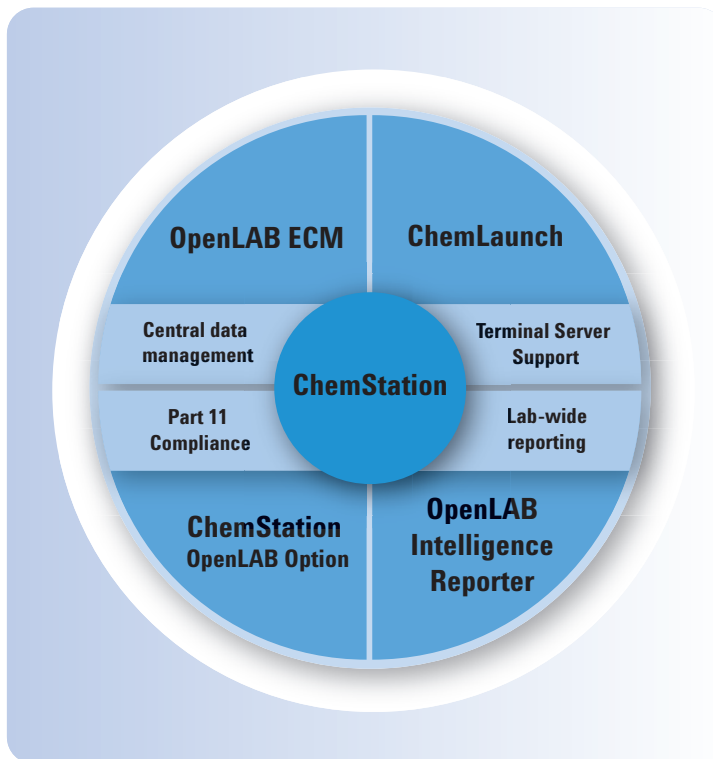 OpenLAB ECM
ChemLaunch
Central data
management
Terminal Server
Support
ChemStation
Part 11
Compliance
Lab-wide
reporting
ChemStation
OpenLAB Option
OpenLAB
Intelligence
Reporter